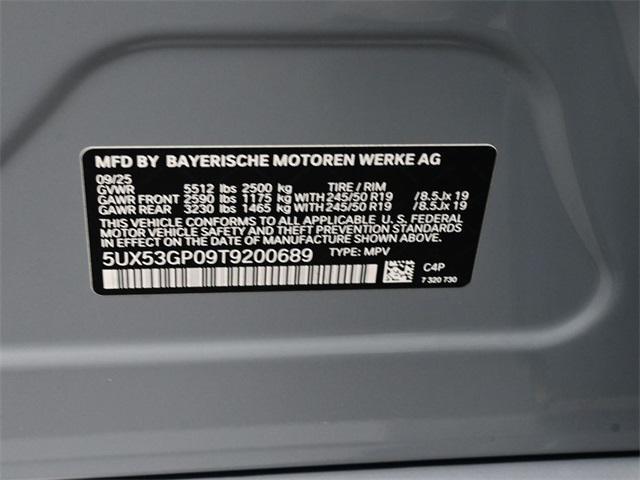 MFD BY BAYERISCHE MOTOREN WERKE AG
09/25
GVWR 5512 lbs 2500 kg TIRE / RIM
GAWR FRONT 2590 lbs 1175 kg WITH 245/50 R19 /8.5Jx 19
GAWR REAR 3230 lbs 1465 kg WITH 245/50 R19 /8.5Jx 19
THIS VEHICLE CONFORMS TO ALL APPLICABLE U. S. FEDERAL
MOTOR VEHICLE SAFETY AND THEFT PREVENTION STANDARDS
IN EFFECT ON THE DATE OF MANUFACTURE SHOWN ABOVE.
5UX53GP09T9200689 TYPE: MPV
C4P
7 320 730